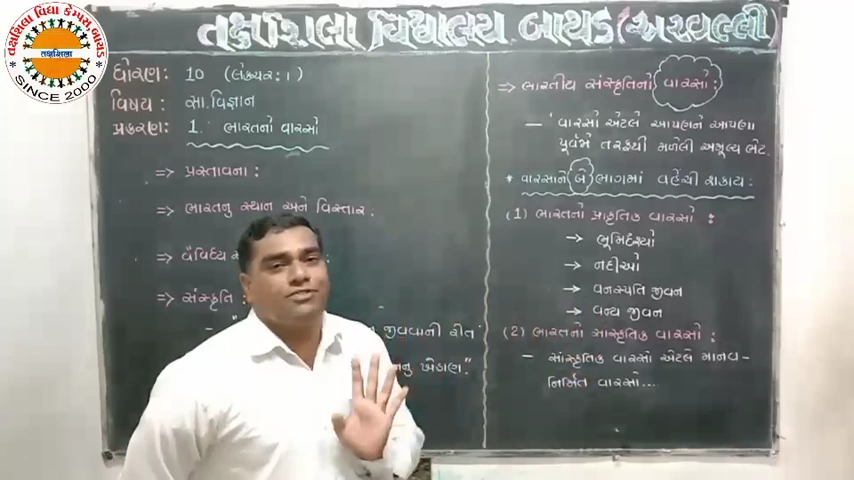 તક્ષશિલા વિદ્યા કેમ્પસ બાયડ
તક્ષશિલા
SINCE 2000
તક્ષશિલા વિદ્યાલય બાયડ (અરવલ્લી)
ધોરણ: 10 (લેક્ચર: 1)
વિષય: સા.વિજ્ઞાન
પ્રકરણ: 1. ભારતનો વારસો
⇒ પ્રસ્તાવના:
⇒ ભારતનુ સ્થાન અને વિસ્તાર:
⇒ વૈવિધ્ય
⇒ સંસ્કૃતિ:
જીવવાની રીત
ખેડાણ."
⇒ ભારતીય સંસ્કૃતિનો વારસો:
– 'વારસો એટલે આપણને આપણા
પૂર્વજો તરફથી મળેલી અમૂલ્ય ભેટ.
* વારસાને બે ભાગમાં વહેંચી શકાય:
(1) ભારતનો પ્રાકૃતિક વારસો:
→ ભૂમિદૃશ્યો
→ નદીઓ
→ વનસ્પતિ જીવન
→ વન્ય જીવન
(2) ભારતનો સાંસ્કૃતિક વારસો:
– સાંસ્કૃતિક વારસો એટલે માનવ-
નિર્મિત વારસો...